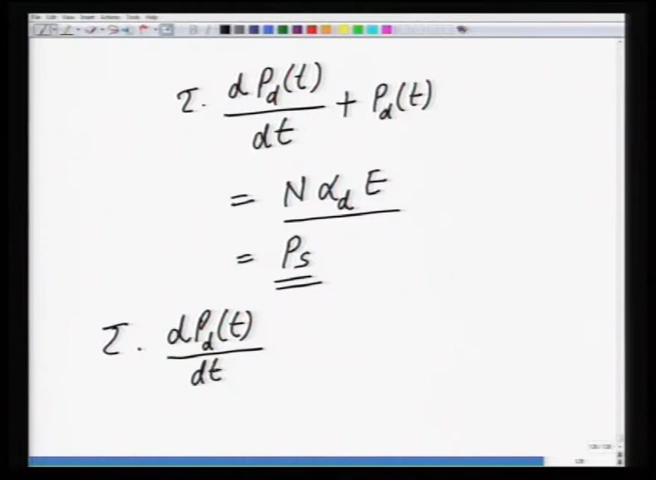 τ. dP_d(t)/dt + P_d(t)
= N α_d E
= P_s
τ. dP_d(t)/dt